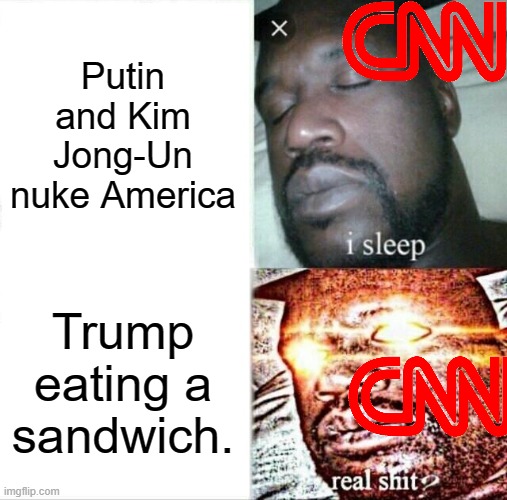 Putin
and Kim
Jong-Un
nuke America
CNN
i sleep
Trump
eating a
sandwich.
CNN
real shit?
imgflip.com